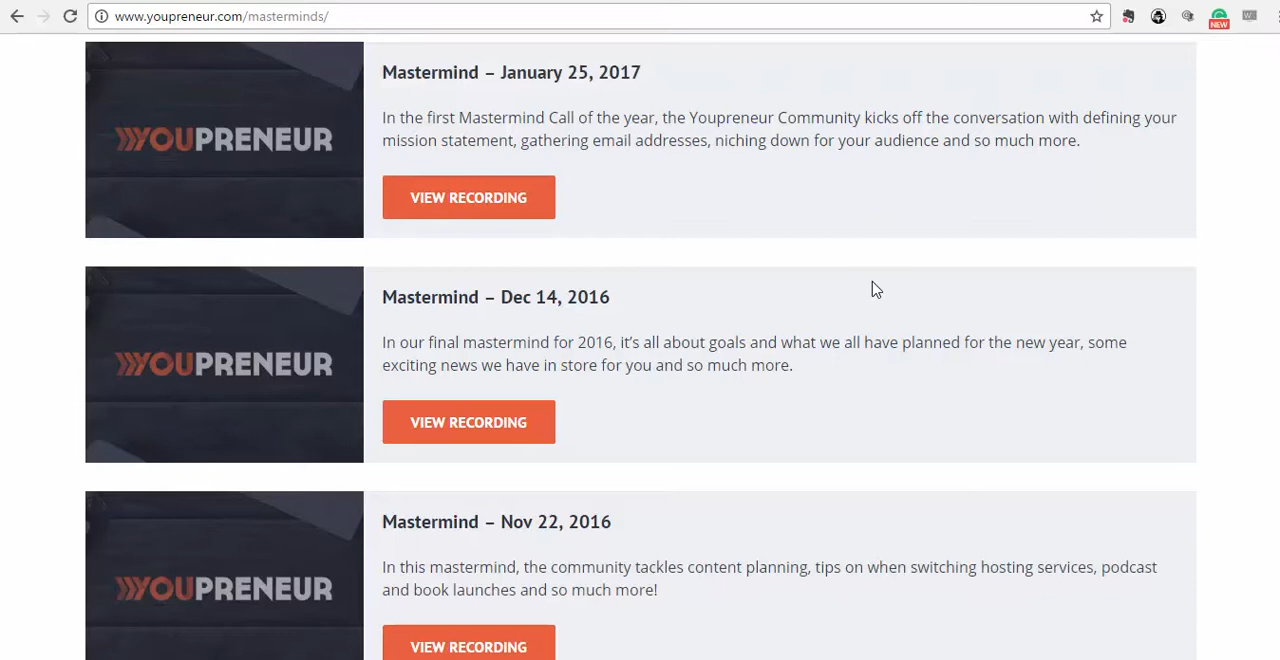 www.youpreneur.com/masterminds/
NEW
YOUPRENEUR
Mastermind – January 25, 2017
In the first Mastermind Call of the year, the Youpreneur Community kicks off the conversation with defining your
mission statement, gathering email addresses, niching down for your audience and so much more.
VIEW RECORDING
YOUPRENEUR
Mastermind – Dec 14, 2016
In our final mastermind for 2016, it's all about goals and what we all have planned for the new year, some
exciting news we have in store for you and so much more.
VIEW RECORDING
YOUPRENEUR
Mastermind – Nov 22, 2016
In this mastermind, the community tackles content planning, tips on when switching hosting services, podcast
and book launches and so much more!
VIEW RECORDING